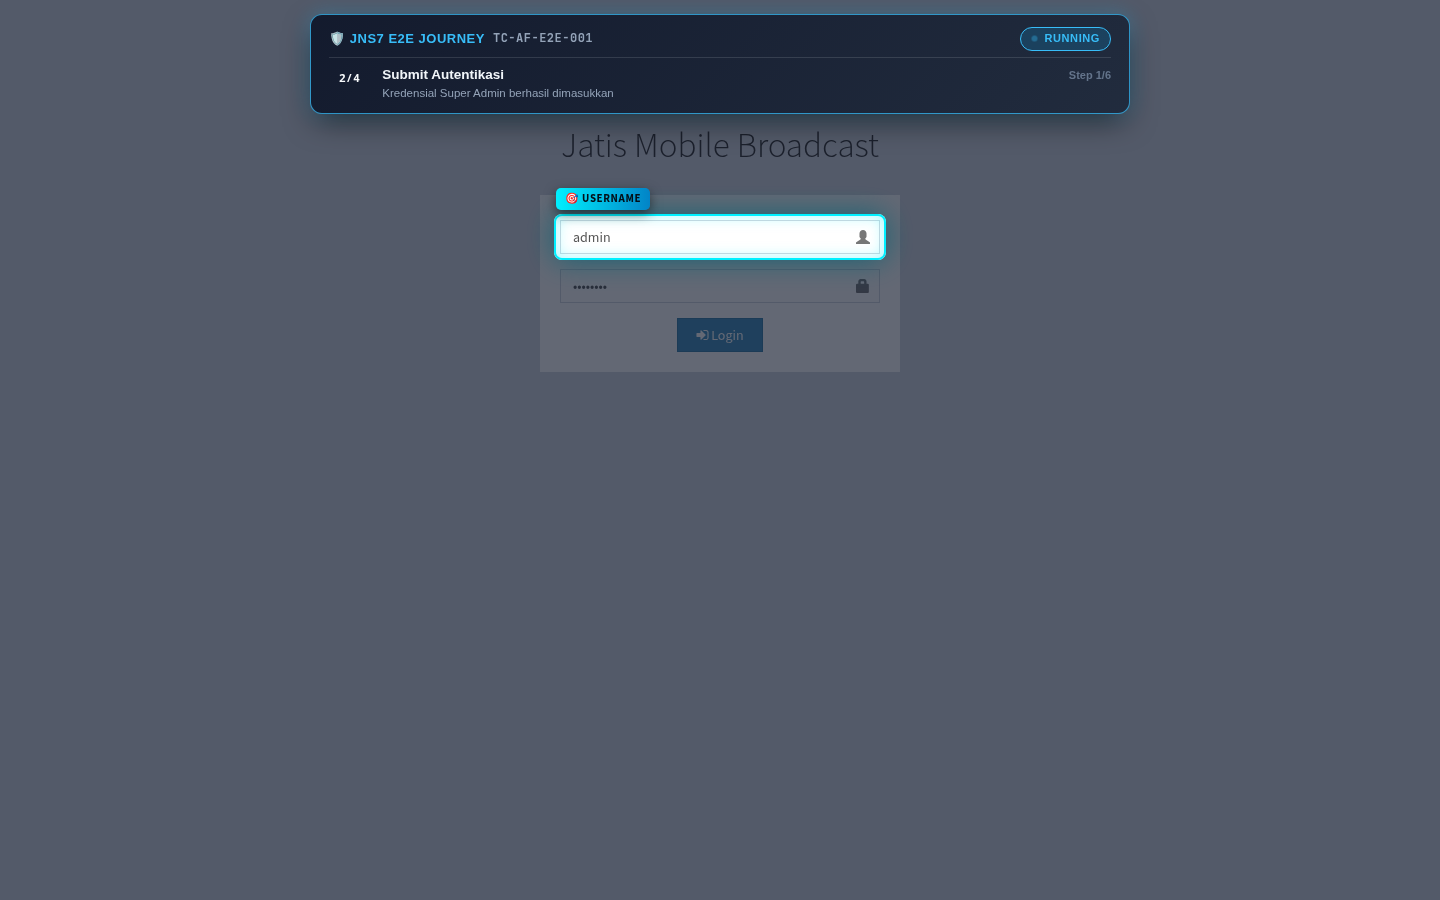 JNS7 E2E JOURNEY TC-AF-E2E-001
RUNNING
2/4
Submit Autentikasi
Step 1/6
Kredensial Super Admin berhasil dimasukkan
Jatis Mobile Broadcast
USERNAME
admin
••••••••
Login